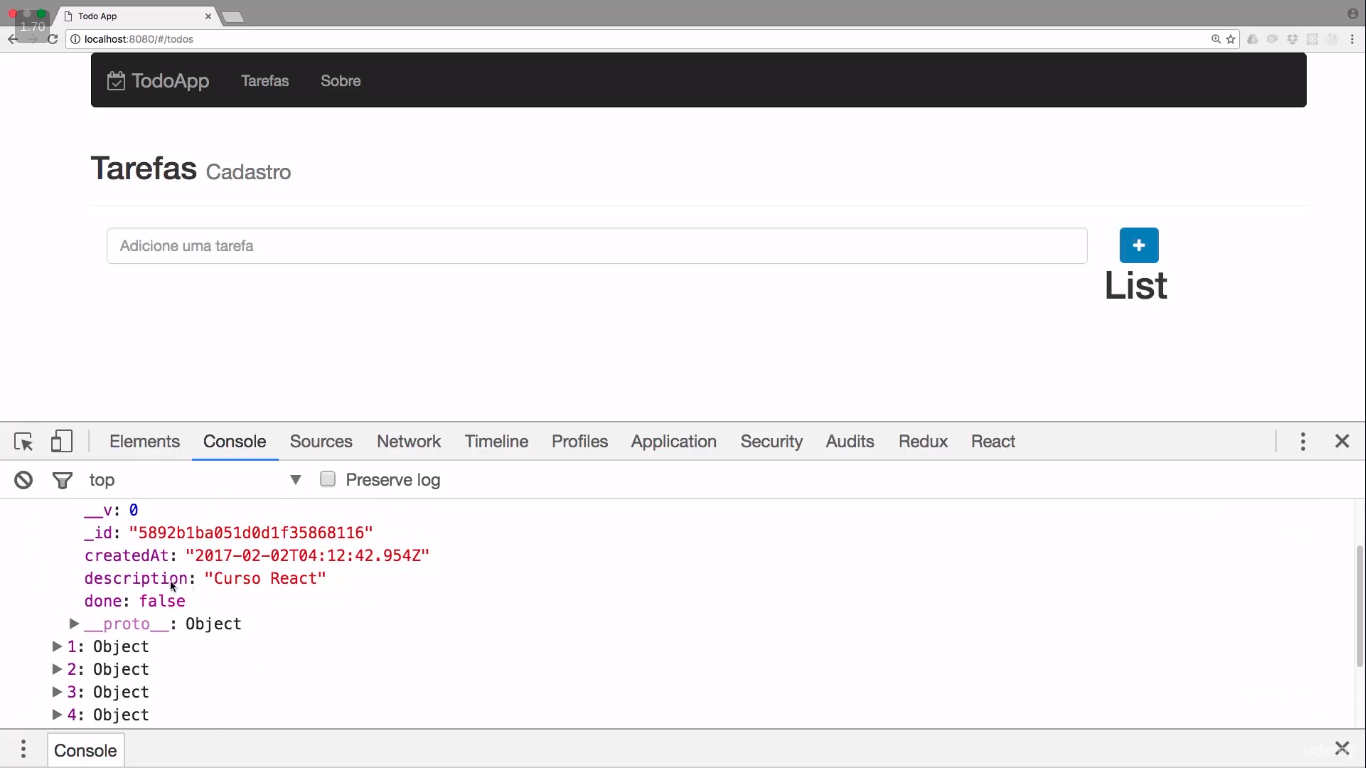 Todo App
1.70
localhost:8080/#/todos
TodoApp Tarefas Sobre
Tarefas Cadastro
Adicione uma tarefa
+
List
Elements Console Sources Network Timeline Profiles Application Security Audits Redux React
top Preserve log
__v: 0
_id: "5892b1ba051d0d1f35868116"
createdAt: "2017-02-02T04:12:42.954Z"
description: "Curso React"
done: false
__proto__: Object
1: Object
2: Object
3: Object
4: Object
Console